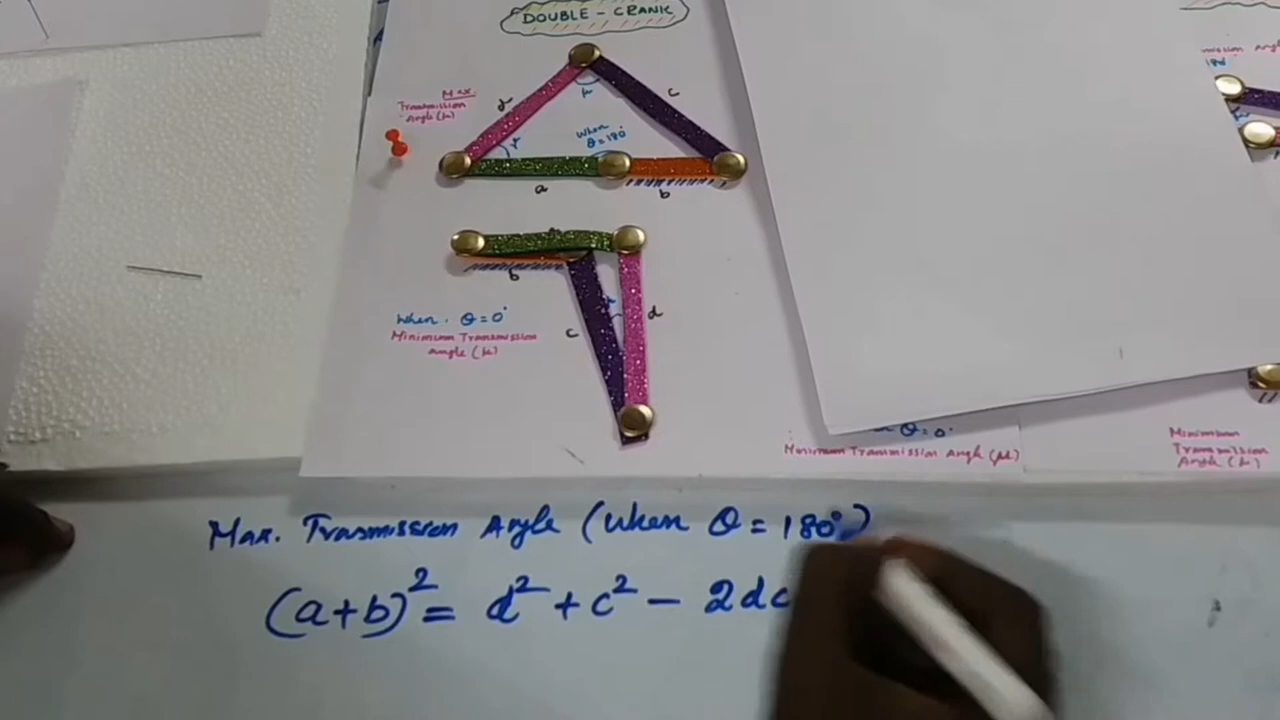 DOUBLE - CRANK
Max.
Transmission
Angle (μ)
d
μ
c
When
θ=180°
a
b
b
When. θ=0°
Minimum Transmission
angle (μ)
c
d
θ=0°
Minimum Transmission Angle (μ)
Minimum
Transmission
Angle (μ)
Max. Trasmission Angle (When θ = 180°)
(a+b)² = d² + c² - 2dc